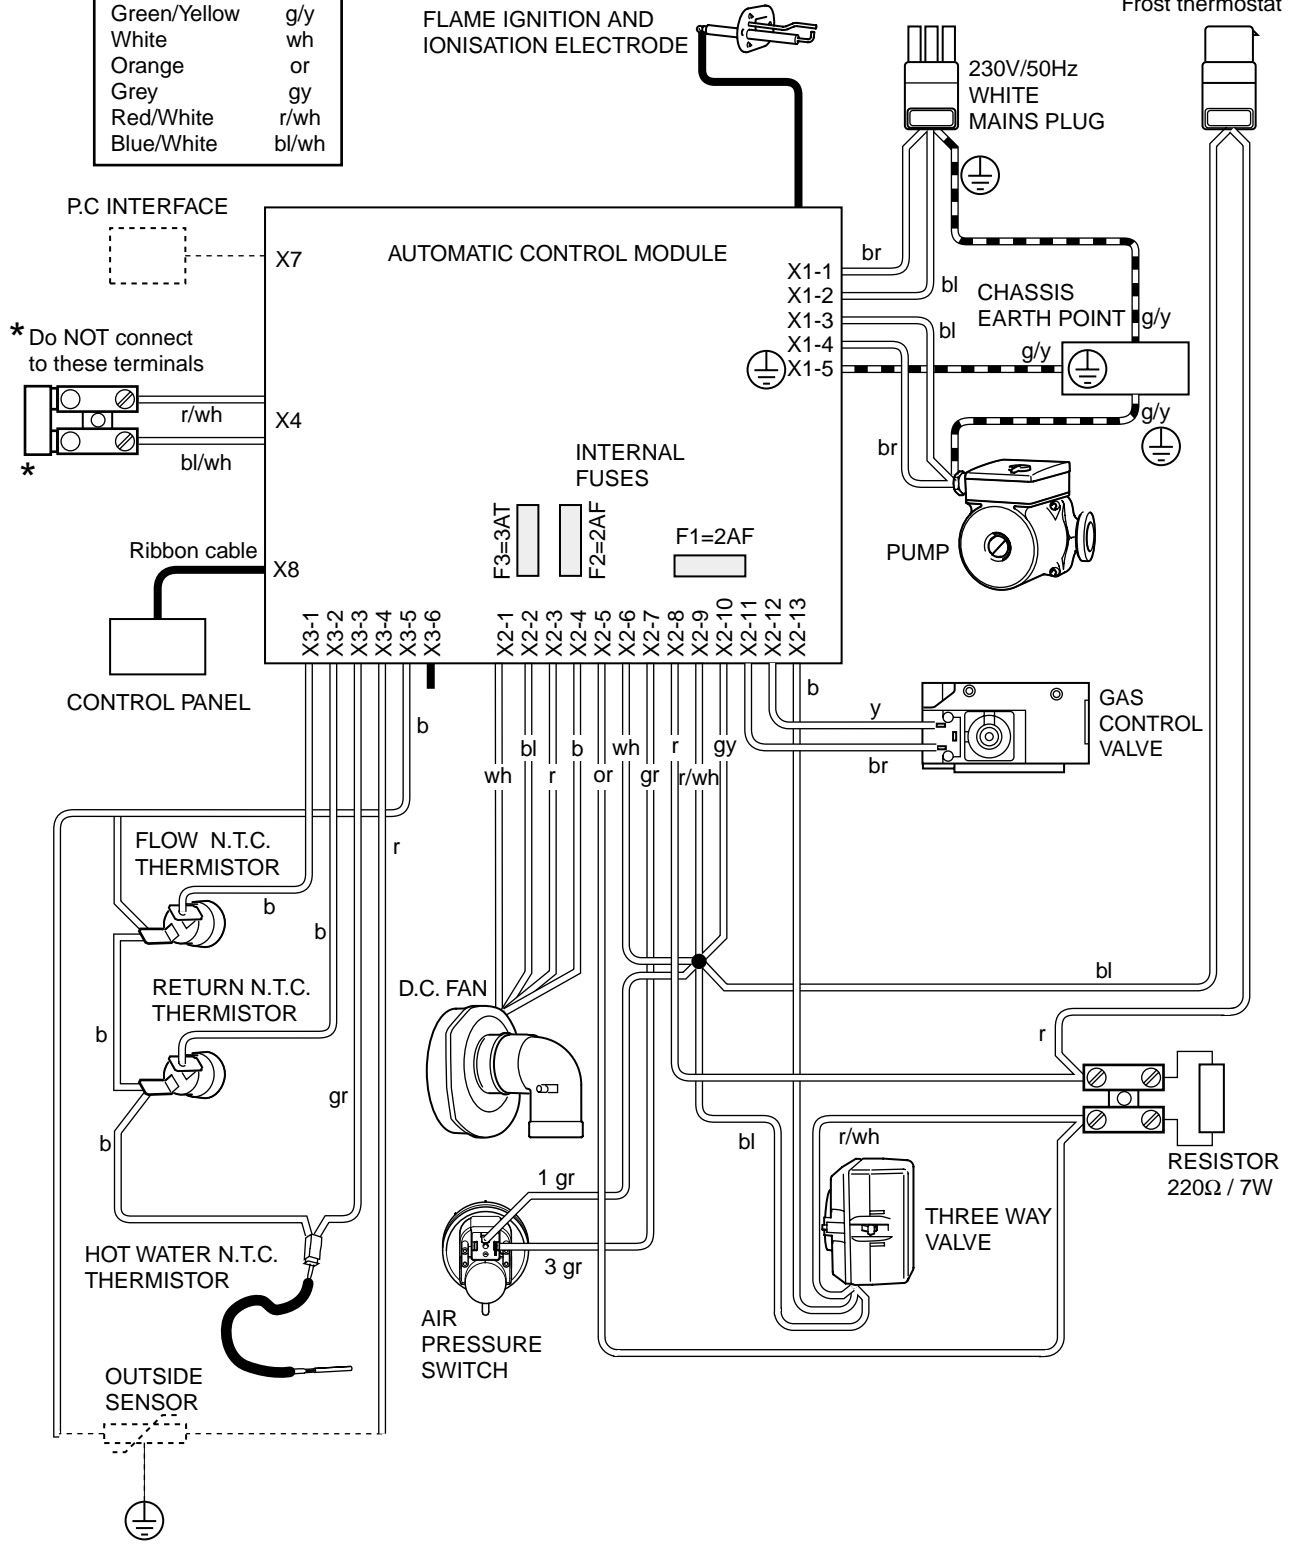 Green/Yellow g/y
White wh
Orange or
Grey gy
Red/White r/wh
Blue/White bl/wh
FLAME IGNITION AND
IONISATION ELECTRODE
230V/50Hz
WHITE
MAINS PLUG
Frost thermostat
P.C INTERFACE
X7
AUTOMATIC CONTROL MODULE
X1-1
X1-2
X1-3
X1-4
X1-5
br
bl
bl
br
CHASSIS
EARTH POINT
g/y
g/y
g/y
* Do NOT connect
to these terminals
r/wh
X4
bl/wh
*
INTERNAL
FUSES
F3=3AT
F2=2AF
F1=2AF
PUMP
Ribbon cable
X8
CONTROL PANEL
X3-1
X3-2
X3-3
X3-4
X3-5
X3-6
X2-1
X2-2
X2-3
X2-4
X2-5
X2-6
X2-7
X2-8
X2-9
X2-10
X2-11
X2-12
X2-13
b
b
y
br
GAS
CONTROL
VALVE
bl
b
wh
r
gy
wh
r
or
gr
r/wh
FLOW N.T.C.
THERMISTOR
r
b
b
RETURN N.T.C.
THERMISTOR
D.C. FAN
bl
b
r
gr
b
bl
r/wh
RESISTOR
220Ω / 7W
1 gr
THREE WAY
VALVE
HOT WATER N.T.C.
THERMISTOR
3 gr
AIR
PRESSURE
SWITCH
OUTSIDE
SENSOR